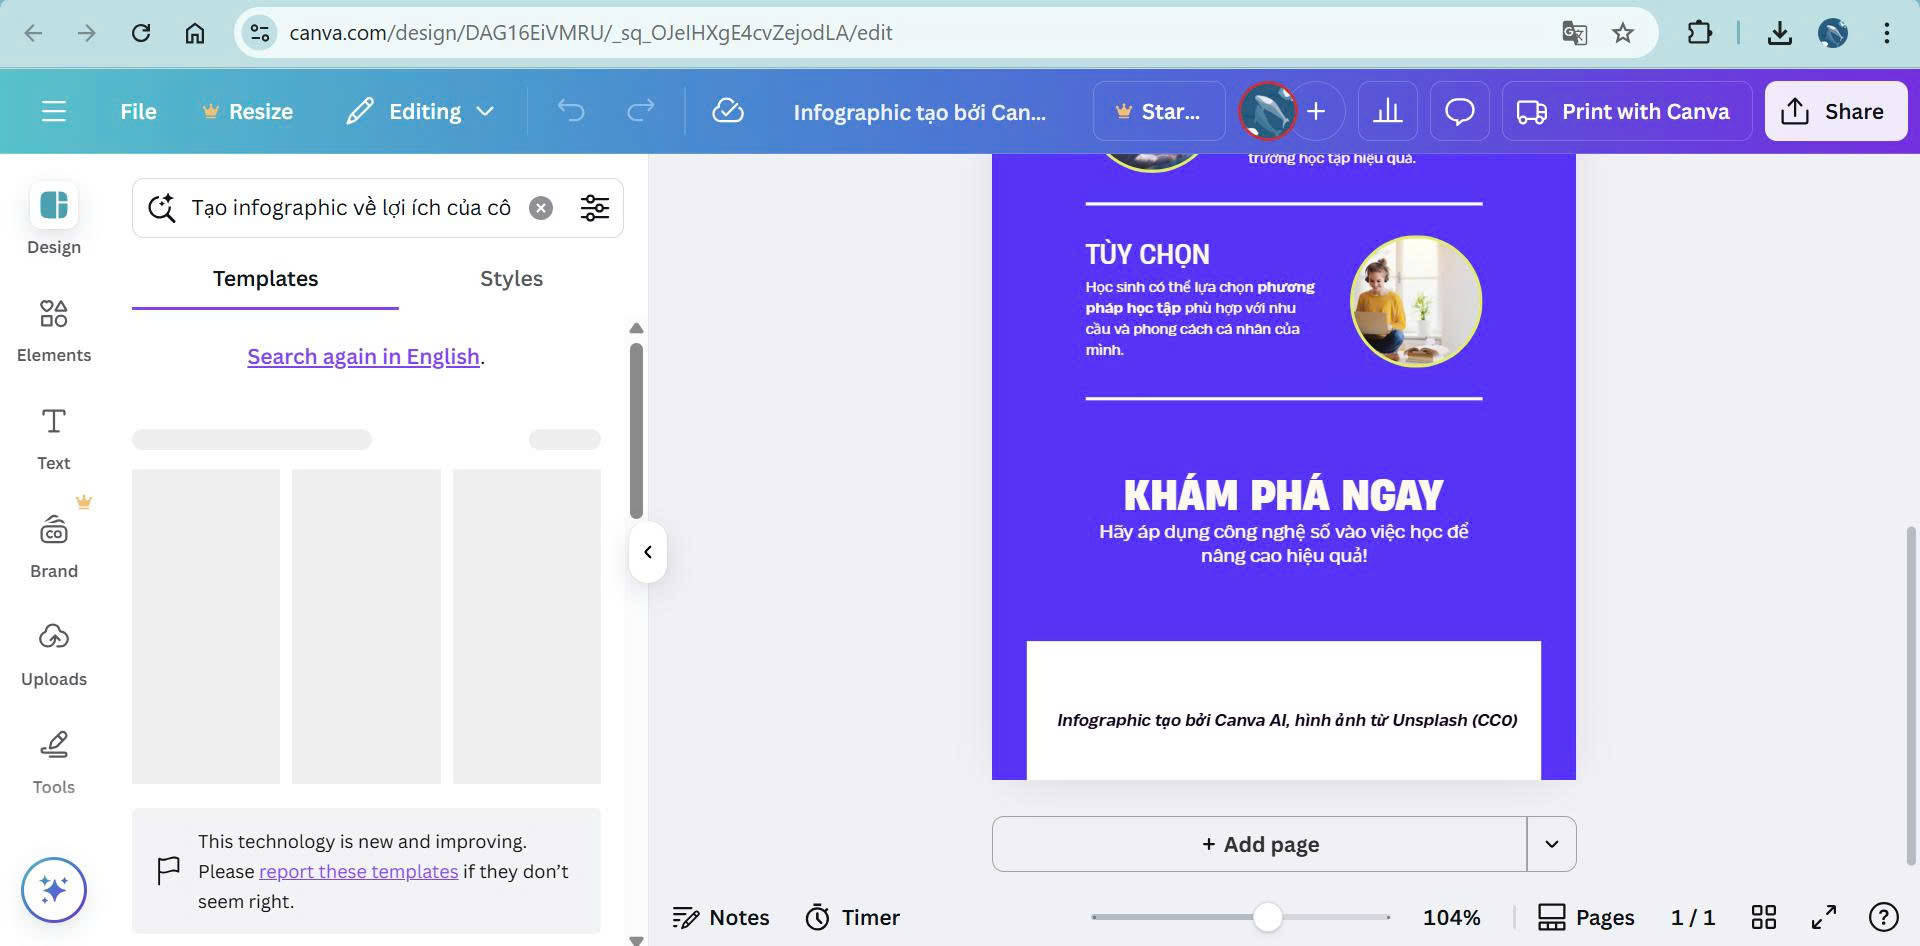 canva.com/design/DAG16EiVMRU/_sq_OJeIHXgE4cvZejodLA/edit
File
Resize
Editing
Infographic tạo bởi Can...
Star...
Print with Canva
Share
Design
Elements
Text
Brand
Uploads
Tools
Tạo infographic về lợi ích của cô
Templates
Styles
Search again in English.
This technology is new and improving.
Please report these templates if they don't
seem right.
trường học tập hiệu quả.
TÙY CHỌN
Học sinh có thể lựa chọn phương
pháp học tập phù hợp với nhu
cầu và phong cách cá nhân của
mình.
KHÁM PHÁ NGAY
Hãy áp dụng công nghệ số vào việc học để
nâng cao hiệu quả!
Infographic tạo bởi Canva AI, hình ảnh từ Unsplash (CC0)
+ Add page
Notes
Timer
104%
Pages
1 / 1